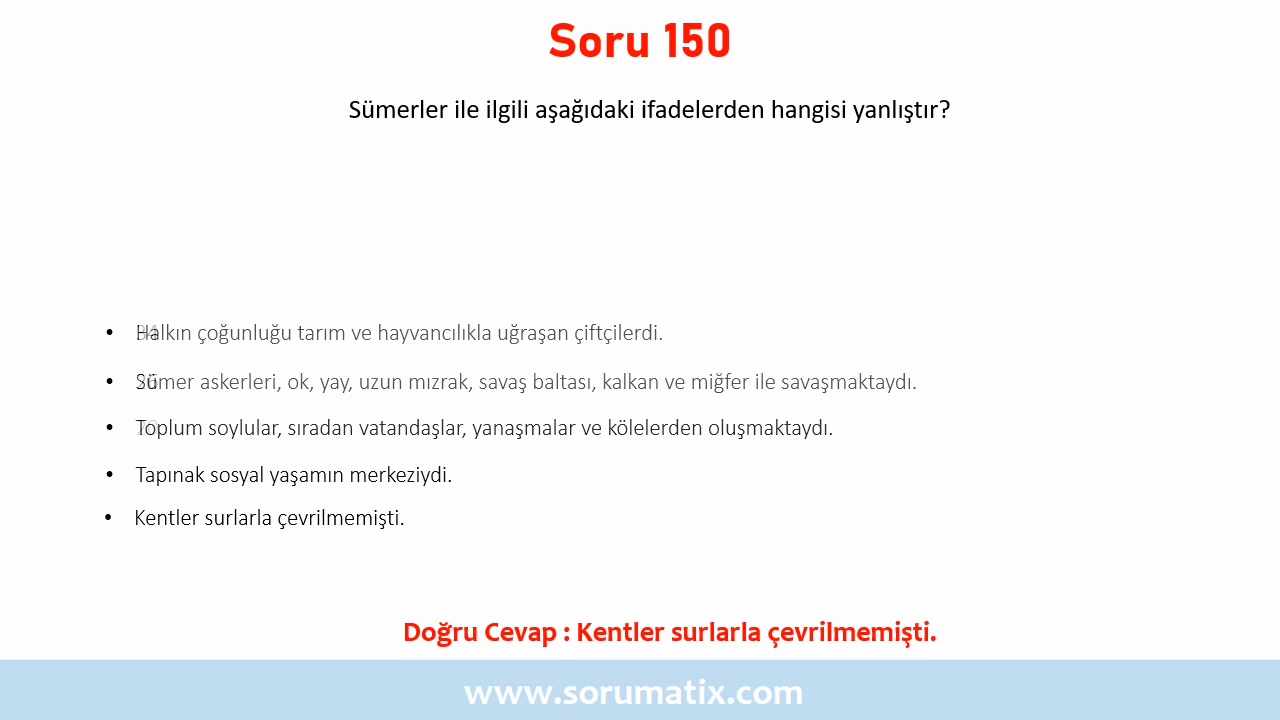 Soru 150
Sümerler ile ilgili aşağıdaki ifadelerden hangisi yanlıştır?
• Halkın çoğunluğu tarım ve hayvancılıkla uğraşan çiftçilerdi.
• Sümer askerleri, ok, yay, uzun mızrak, savaş baltası, kalkan ve miğfer ile savaşmaktaydı.
• Toplum soylular, sıradan vatandaşlar, yanaşmalar ve kölelerden oluşmaktaydı.
• Tapınak sosyal yaşamın merkeziydi.
• Kentler surlarla çevrilmemişti.
Doğru Cevap : Kentler surlarla çevrilmemişti.
www.sorumatix.com